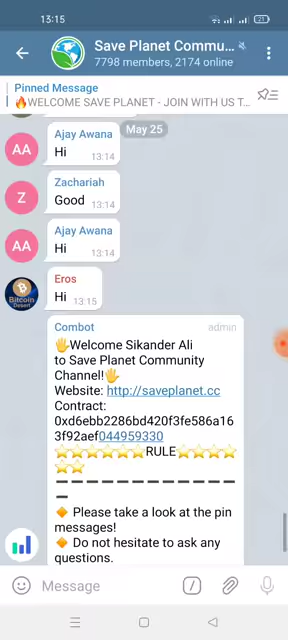 13:15
21
Save Planet Commu...
7798 members, 2174 online
Pinned Message
🔥WELCOME SAVE PLANET - JOIN WITH US T...
May 25
AA
Ajay Awana
Hi
13:14
Z
Zachariah
Good
13:14
AA
Ajay Awana
Hi
13:14
Bitcoin
Desert
Eros
Hi
13:15
Combot
admin
🖐Welcome Sikander Ali
to Save Planet Community
Channel!🖐
Website: http://saveplanet.cc
Contract:
0xd6ebb2286bd420f3fe586a16
3f92aef044959330
⭐⭐⭐⭐⭐⭐RULE⭐⭐⭐⭐
⭐⭐
➖➖➖➖➖➖➖➖➖➖➖➖
➖
🔸 Please take a look at the pin
messages!
🔸 Do not hesitate to ask any
questions.
Message